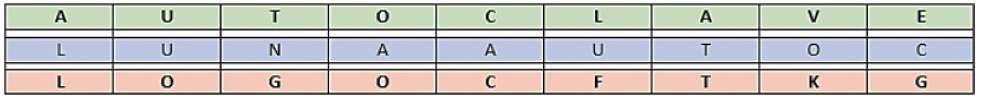 A U T O C L A V E
L U N A A U T O C
L O G O C F T K G